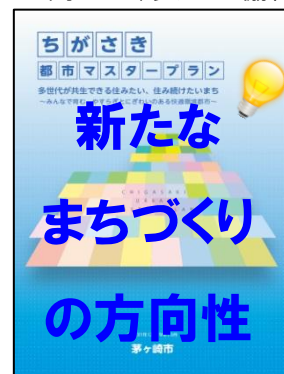 ちがさき
都市マスタープラン
多世代が共生できる住みたい、住み続けたいまち
新たな
CHIGASAKI
URBAN
まちづくり
の方向性
茅ヶ崎市